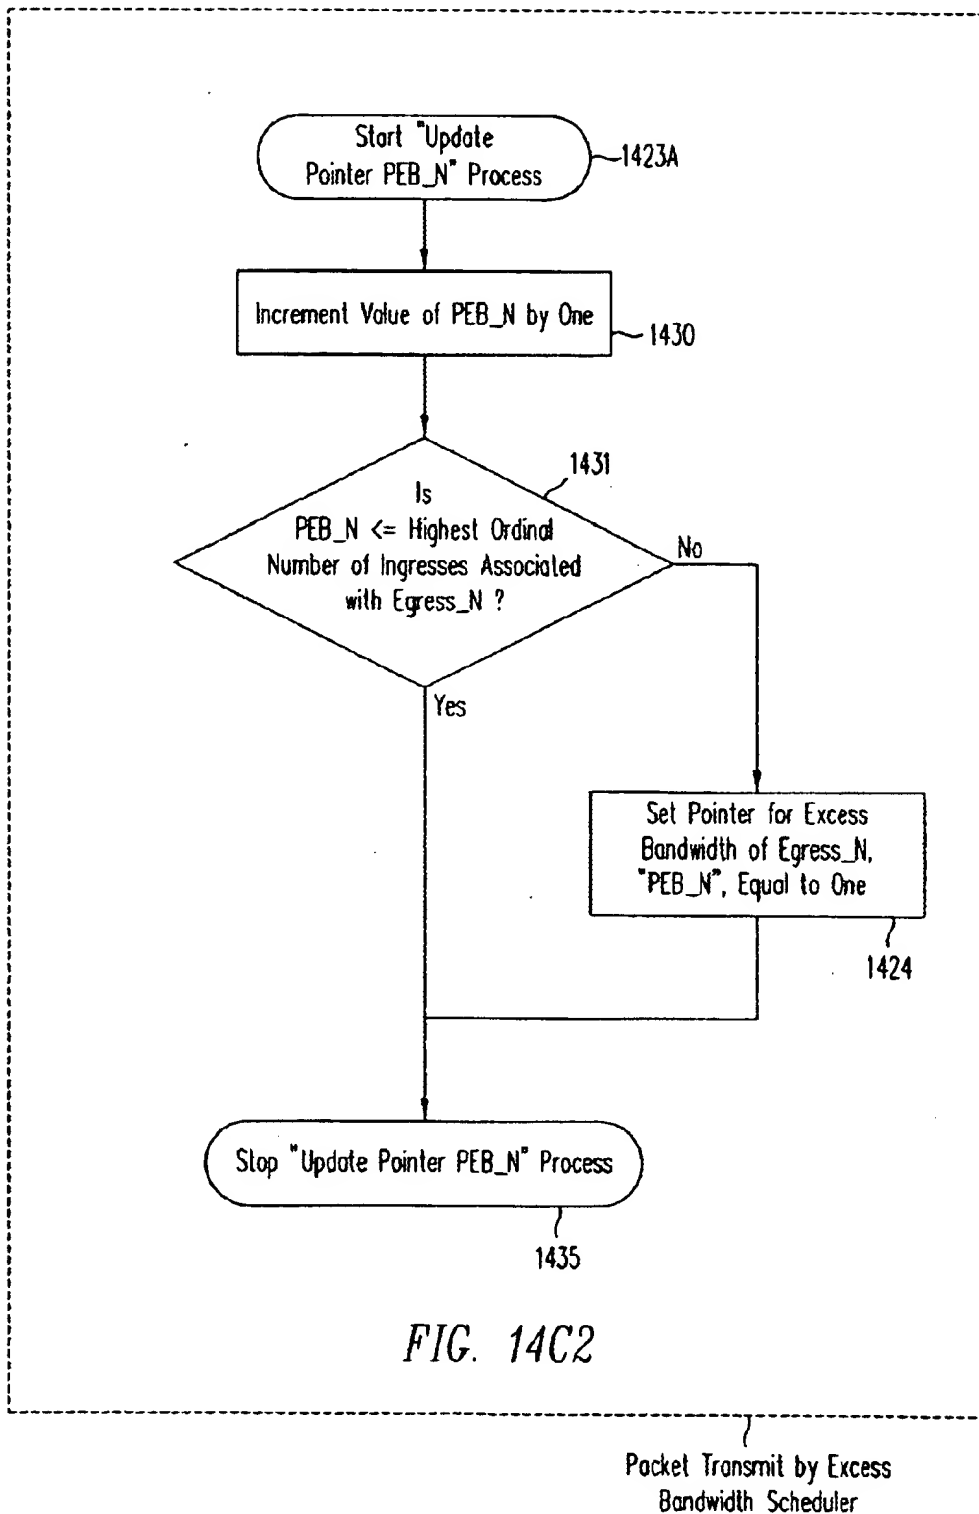 Start "Update
Pointer PEB_N" Process
1423A
Increment Value of PEB_N by One
1430
1431
Is
PEB_N <= Highest Ordinal
Number of Ingresses Associated
with Egress_N ?
No
Yes
Set Pointer for Excess
Bandwidth of Egress_N,
"PEB_N", Equal to One
1424
Stop "Update Pointer PEB_N" Process
1435
FIG. 14C2
Packet Transmit by Excess
Bandwidth Scheduler